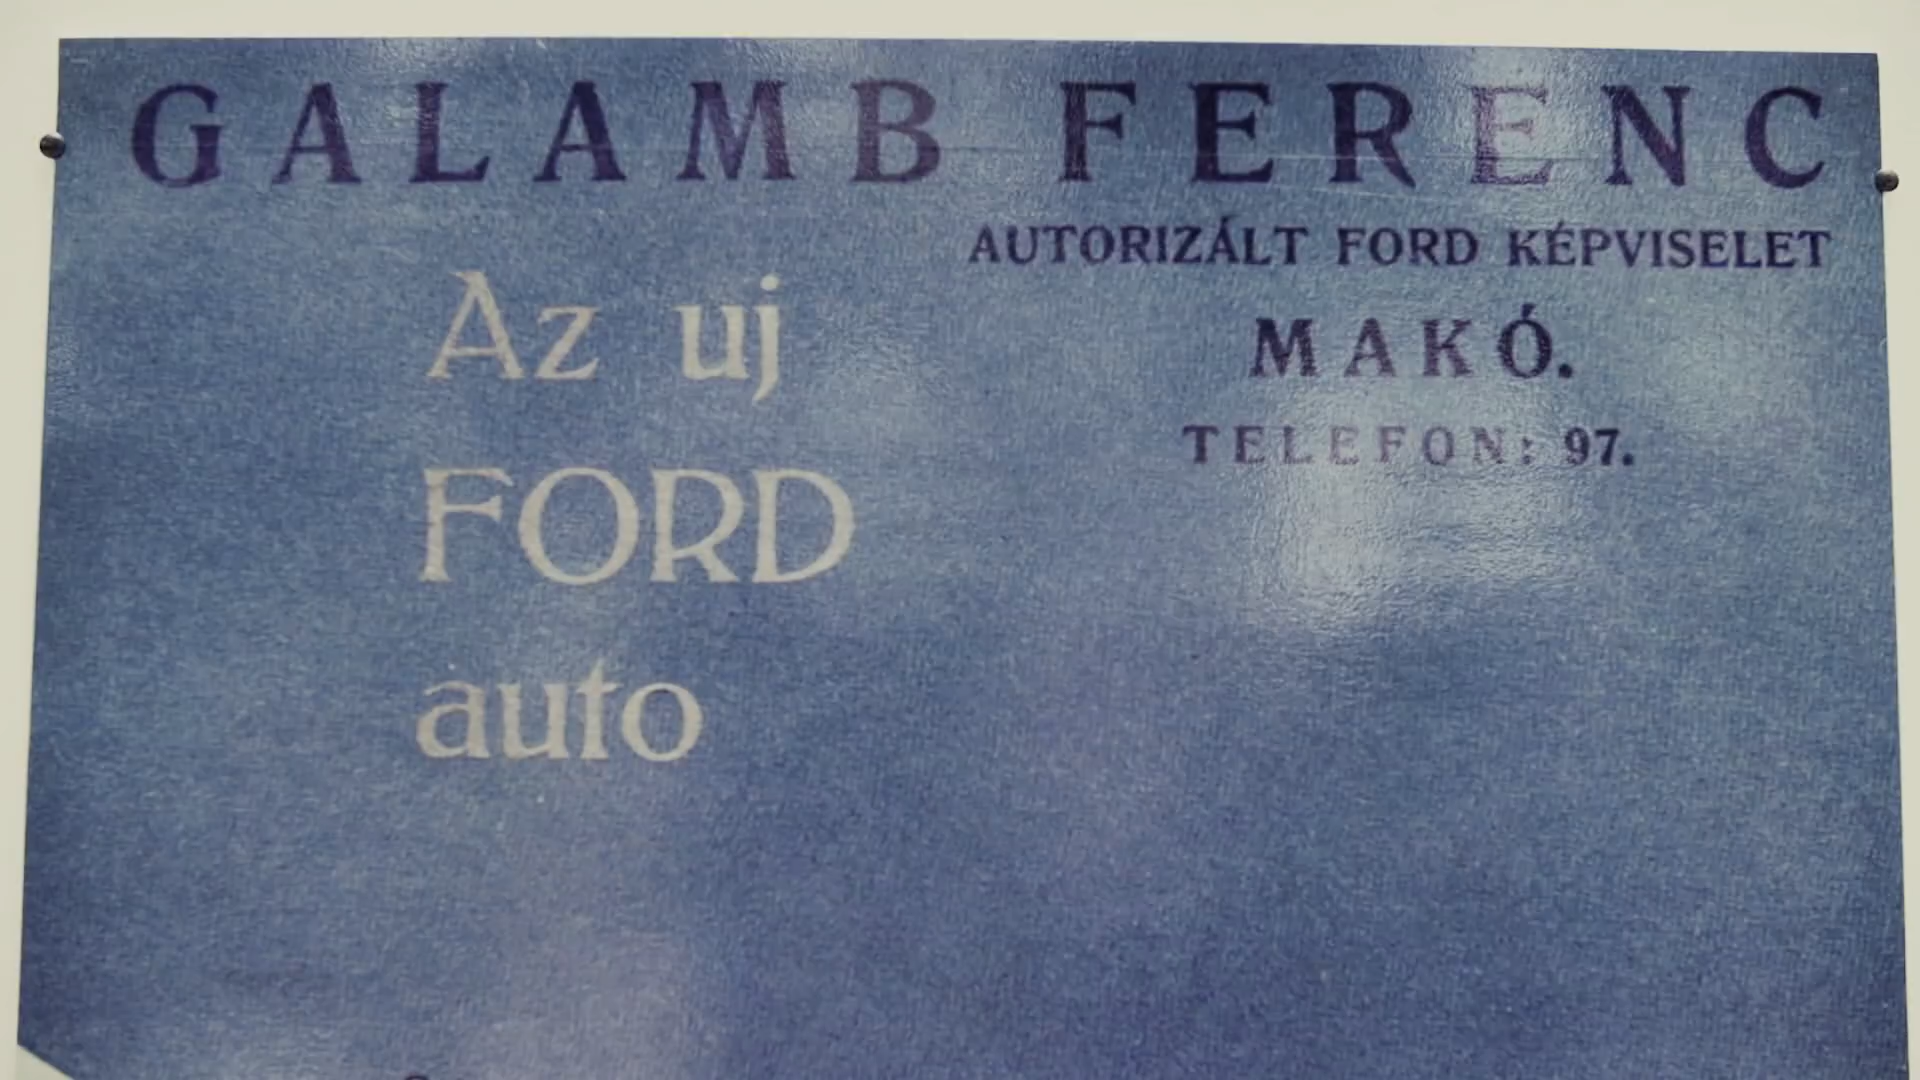 GALAMB FERENC
AUTORIZÁLT FORD KÉPVISELET
MAKÓ.
TELEFON: 97.
Az uj
FORD
auto